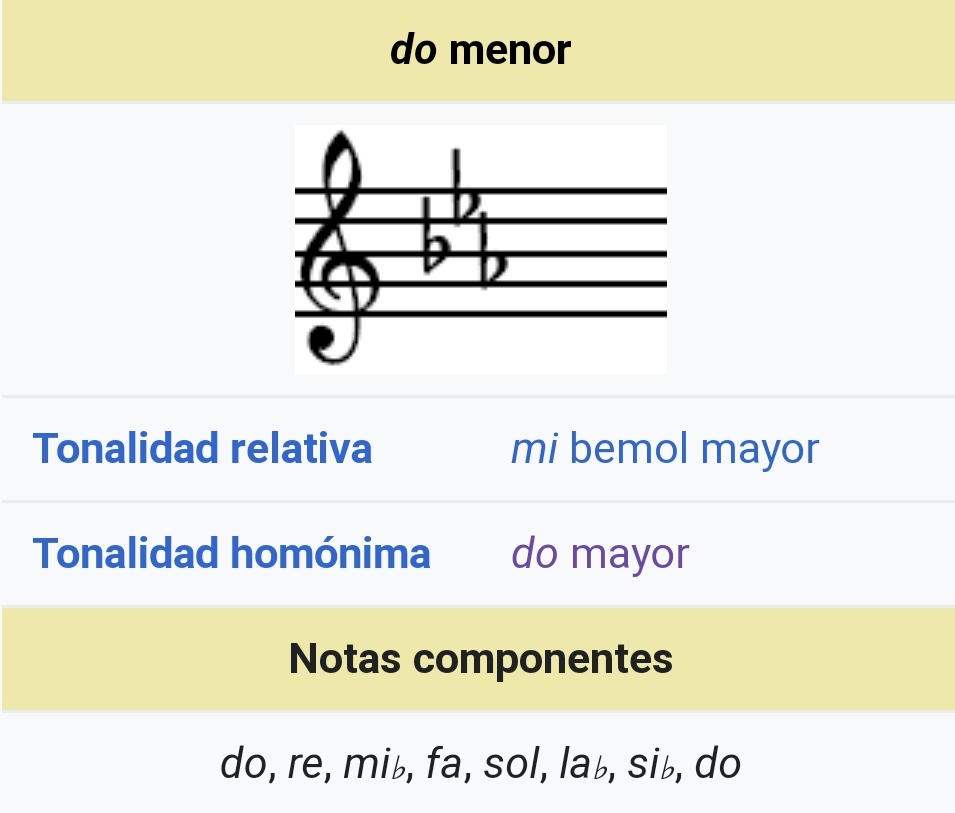 do menor
Tonalidad relativa mi bemol mayor
Tonalidad homónima do mayor
Notas componentes
do, re, mi♭, fa, sol, la♭, si♭, do